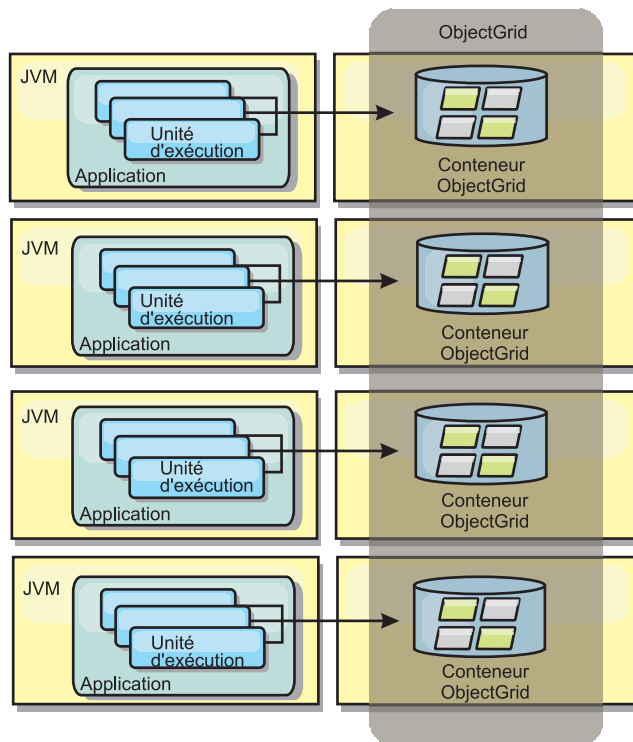 ObjectGrid
JVM
Unité
d'exécution
Application
Conteneur
ObjectGrid
JVM
Unité
d'exécution
Application
Conteneur
ObjectGrid
JVM
Unité
d'exécution
Application
Conteneur
ObjectGrid
JVM
Unité
d'exécution
Application
Conteneur
ObjectGrid